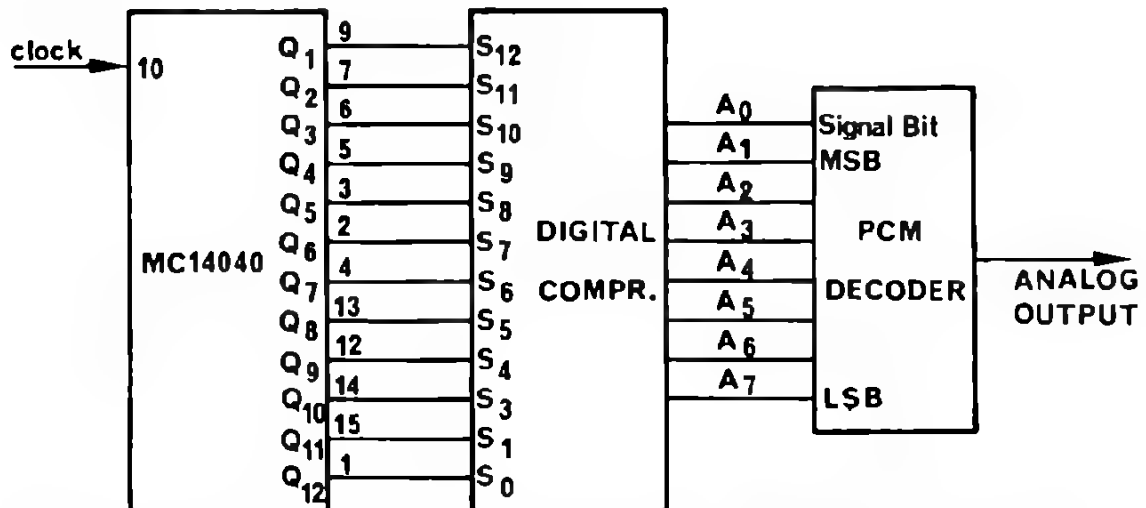 clock
10
MC14040
Q1 9 S12
Q2 7 S11
Q3 6 S10
Q4 5 S9
Q5 3 S8
Q6 2 S7
Q7 4 S6
Q8 13 S5
Q9 12 S4
Q10 14 S3
Q11 15 S1
Q12 1 S0
DIGITAL
COMPR.
A0
A1
A2
A3
A4
A5
A6
A7
Signal Bit
MSB
PCM
DECODER
LSB
ANALOG
OUTPUT